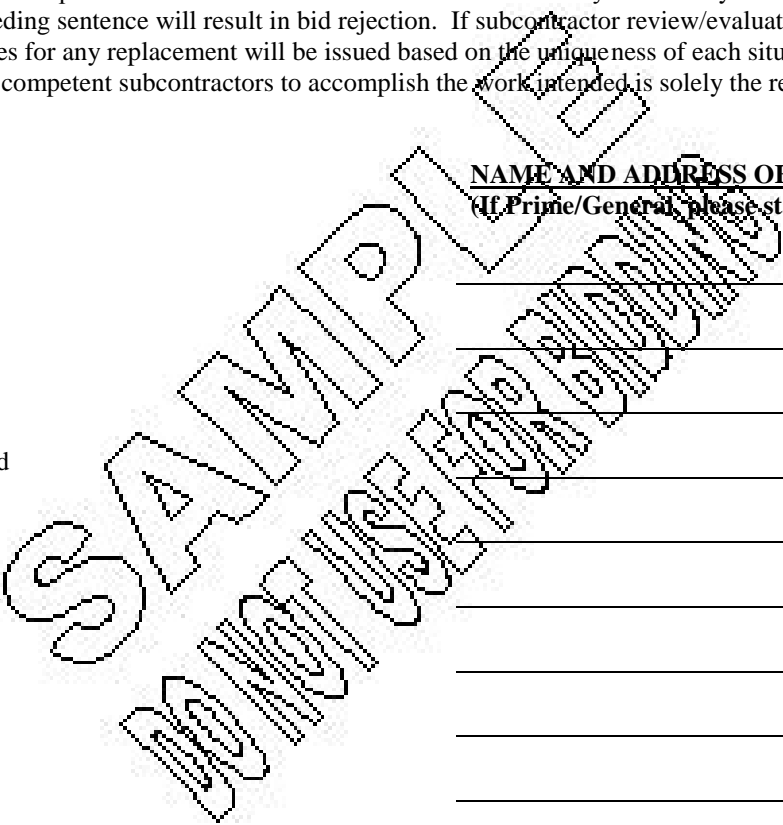 eding sentence will result in bid rejection.  If subcontractor review/evaluat
es for any replacement will be issued based on the uniqueness of each situ
competent subcontractors to accomplish the work intended is solely the re
NAME AND ADDRESS OF
(If Prime/General, please st
d
SAMPLE
DO NOT USE FOR BIDDING